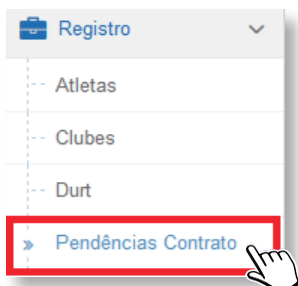 Registro
Atletas
Clubes
Durt
Pendências Contrato